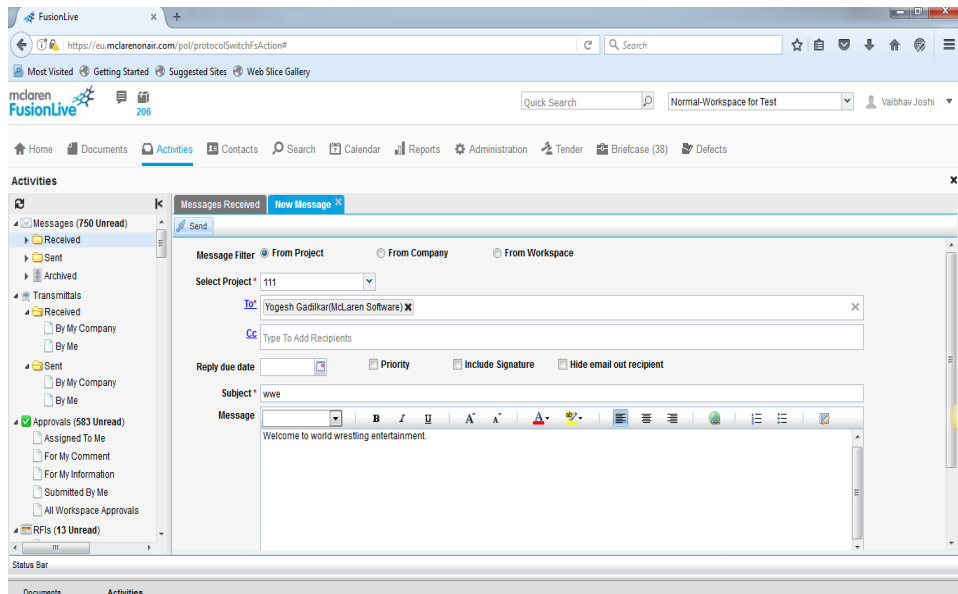 FusionLive × +
https://eu.mclarenonair.com/pol/protocolSwitchFsAction# Search
Most Visited Getting Started Suggested Sites Web Slice Gallery
mclaren
FusionLive 206 Quick Search Normal-Workspace for Test Vaibhav Joshi
Home Documents Activities Contacts Search Calendar Reports Administration Tender Briefcase (38) Defects
Activities
Messages Received New Message
Messages (750 Unread)
Received
Sent
Archived
Transmittals
Received
By My Company
By Me
Sent
By My Company
By Me
Approvals (583 Unread)
Assigned To Me
For My Comment
For My Information
Submitted By Me
All Workspace Approvals
RFIs (13 Unread)
Send
Message Filter From Project From Company From Workspace
Select Project* 111
To* Yogesh Gadilkar(McLaren Software)
Cc Type To Add Recipients
Reply due date Priority Include Signature Hide email out recipient
Subject* wwe
Message B I U A A A ab
Welcome to world wrestling entertainment.
Status Bar
Documents Activities